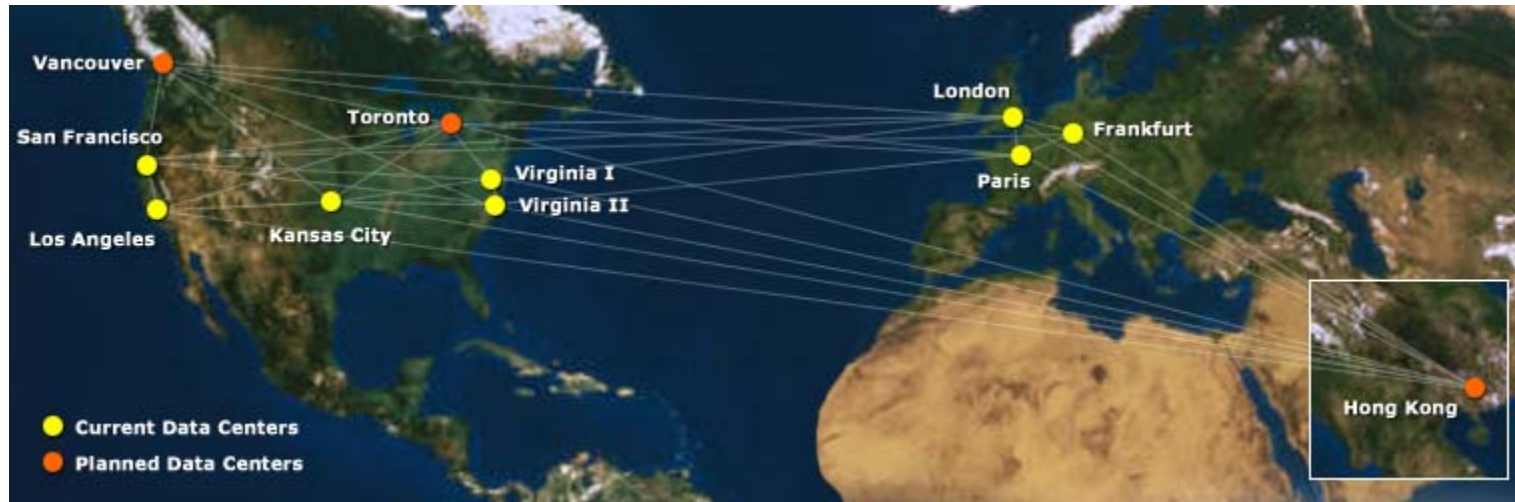 Vancouver
Toronto
London
Frankfurt
San Francisco
Virginia I
Paris
Virginia II
Los Angeles
Kansas City
Hong Kong
Current Data Centers
Planned Data Centers